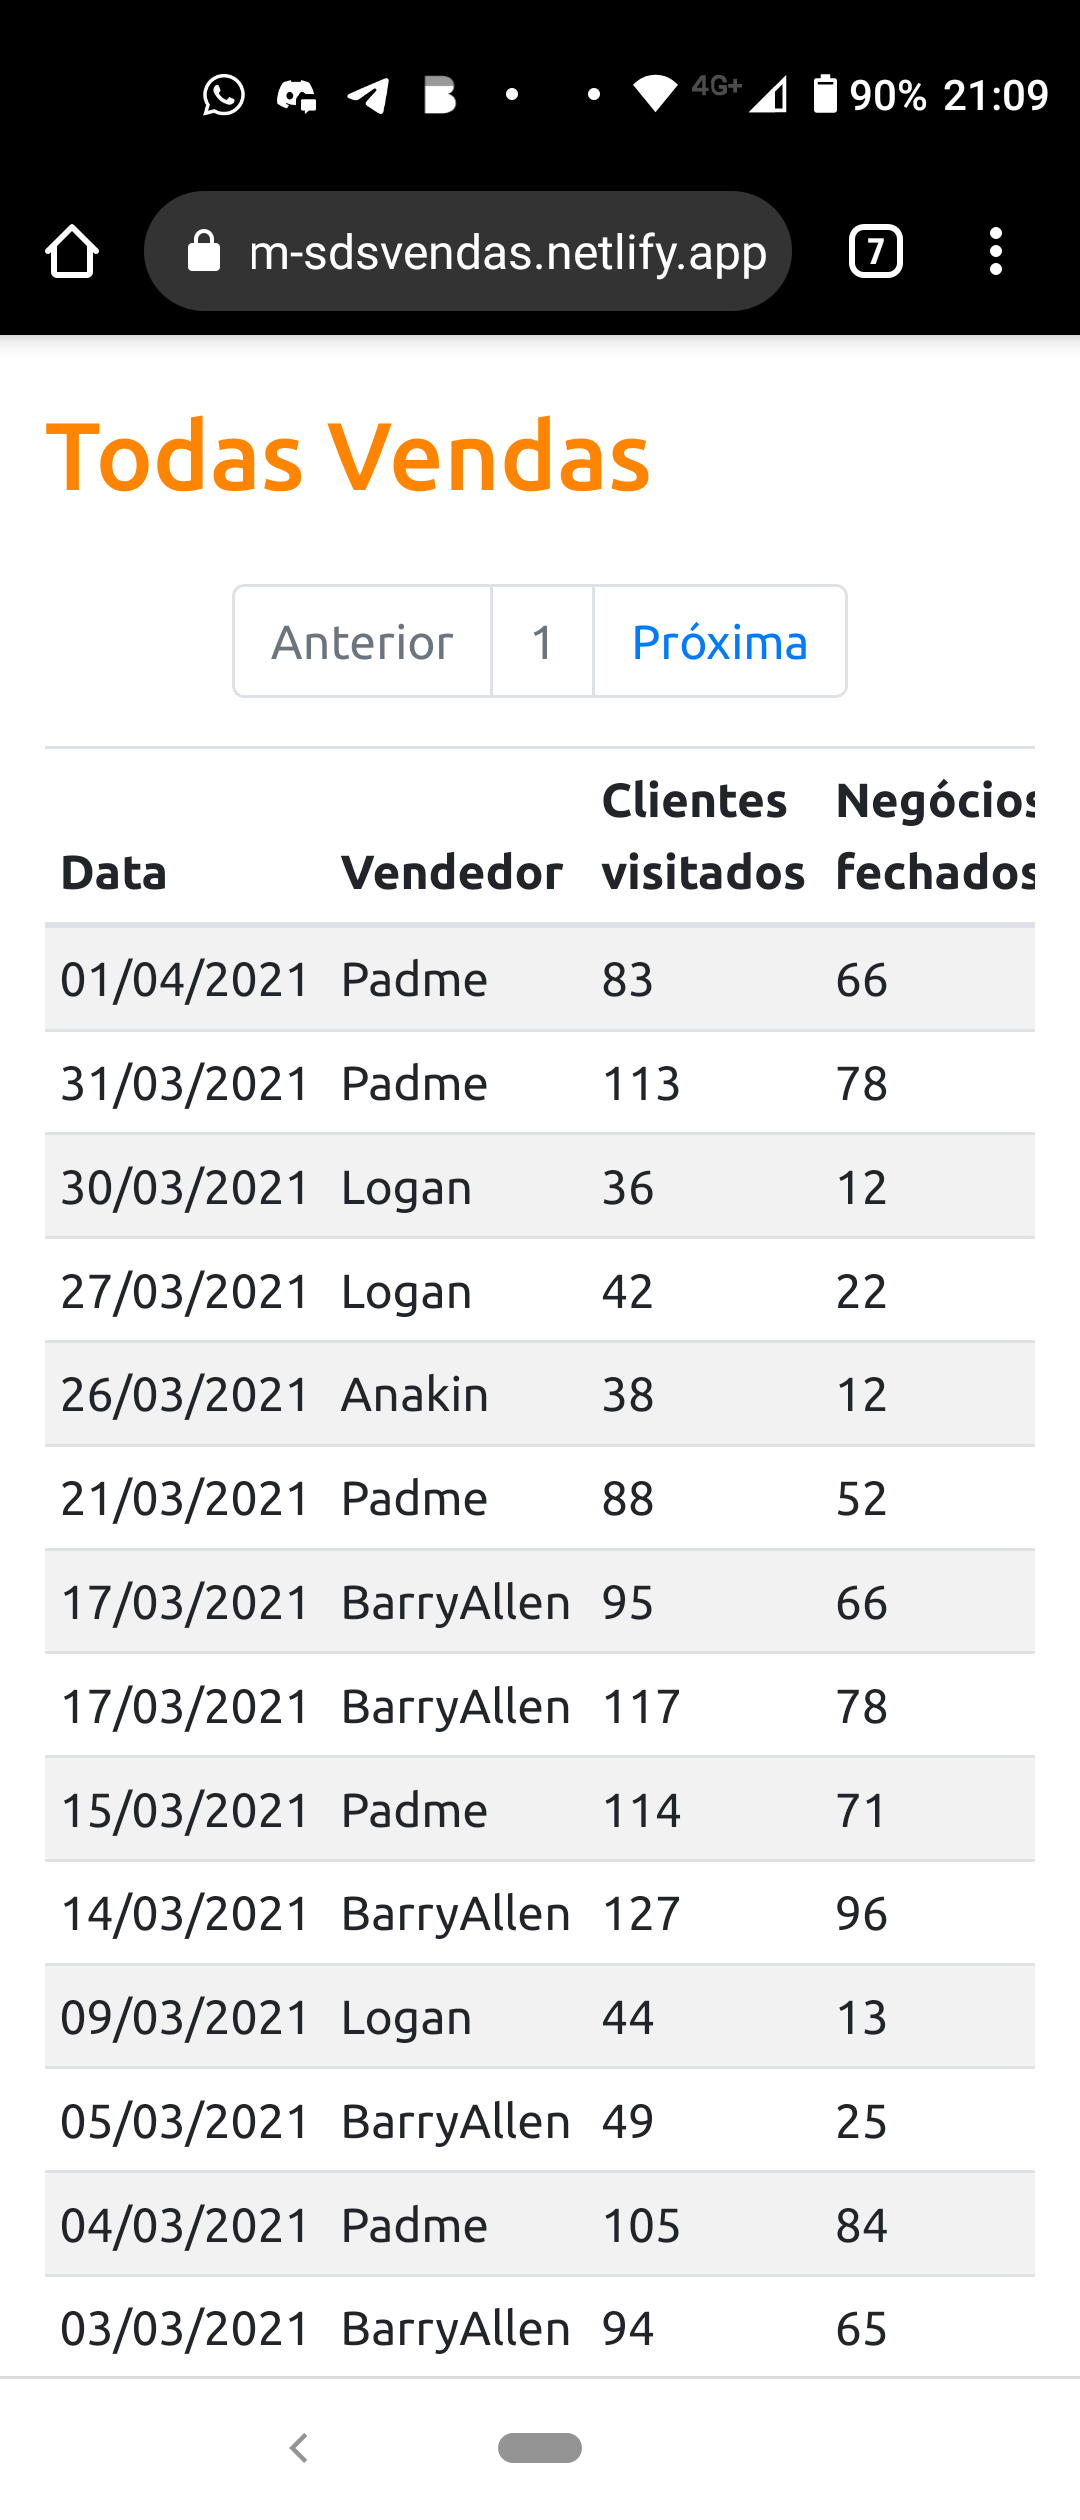 4G+ 90% 21:09
m-sdsvendas.netlify.app 7
Todas Vendas
Anterior 1 Próxima
Clientes Negócios
Data Vendedor visitados fechados
01/04/2021 Padme 83 66
31/03/2021 Padme 113 78
30/03/2021 Logan 36 12
27/03/2021 Logan 42 22
26/03/2021 Anakin 38 12
21/03/2021 Padme 88 52
17/03/2021 BarryAllen 95 66
17/03/2021 BarryAllen 117 78
15/03/2021 Padme 114 71
14/03/2021 BarryAllen 127 96
09/03/2021 Logan 44 13
05/03/2021 BarryAllen 49 25
04/03/2021 Padme 105 84
03/03/2021 BarryAllen 94 65